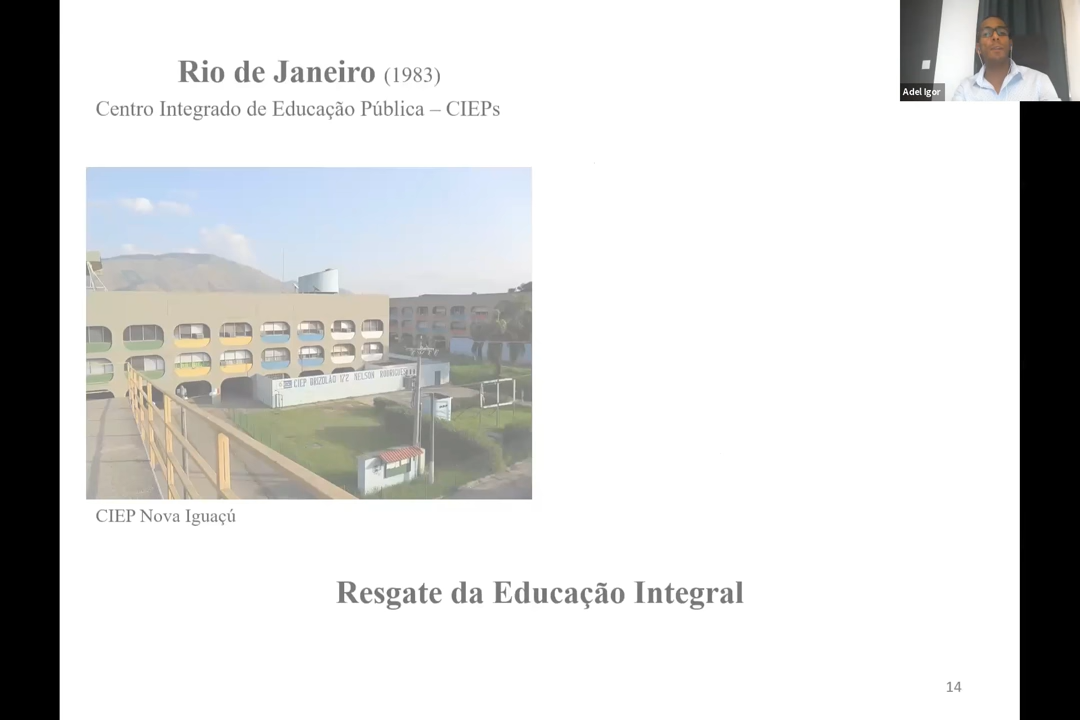 Adel Igor
Rio de Janeiro (1983)
Centro Integrado de Educação Pública – CIEPs
CIEP BRIZOLÃO 172 NELSON RODRIGUES
CIEP Nova Iguaçú
Resgate da Educação Integral
14